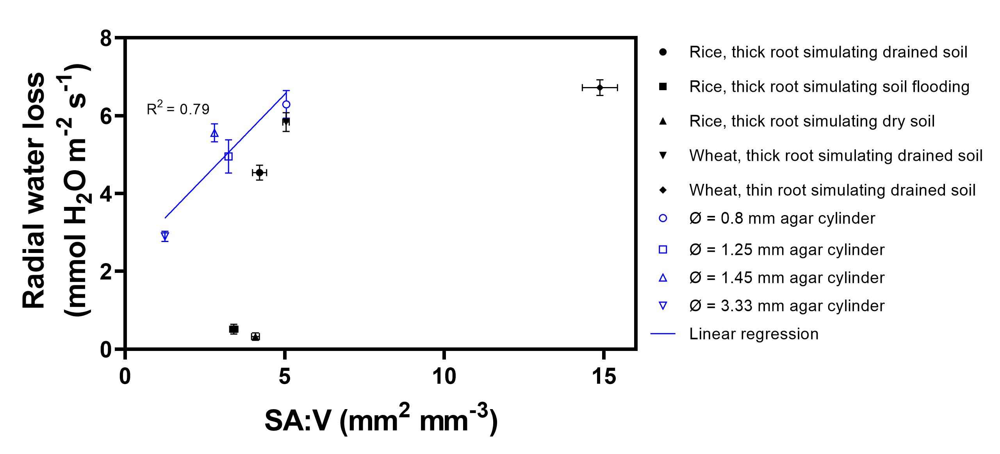 Radial water loss
(mmol H₂O m⁻² s⁻¹)
8
6
4
2
0
R² = 0.79
0 5 10 15
SA:V (mm² mm⁻³)
Rice, thick root simulating drained soil
Rice, thick root simulating soil flooding
Rice, thick root simulating dry soil
Wheat, thick root simulating drained soil
Wheat, thin root simulating drained soil
Ø = 0.8 mm agar cylinder
Ø = 1.25 mm agar cylinder
Ø = 1.45 mm agar cylinder
Ø = 3.33 mm agar cylinder
Linear regression